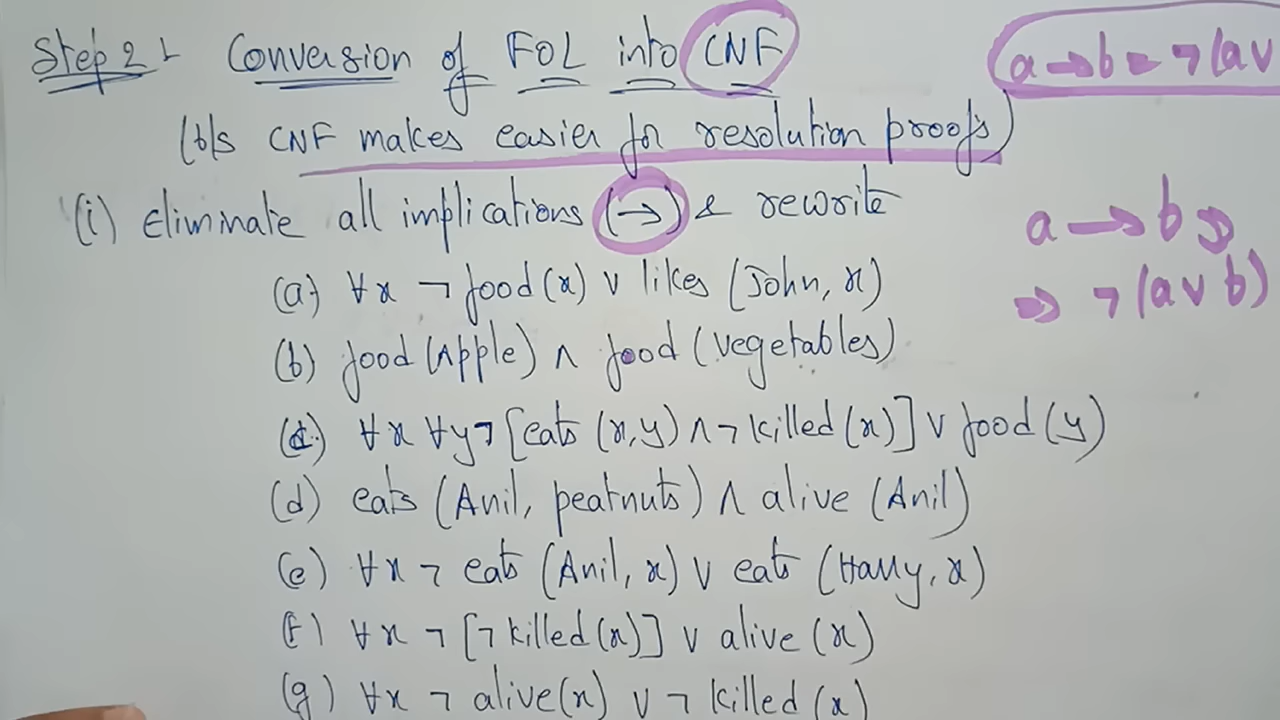 Step 2 :- Conversion of FOL into CNF
a → b = ¬(a v
(b/s CNF makes easier for resolution proofs)
(i) Eliminate all implications (→) & rewrite
a → b ⇒
⇒ ¬(a v b)
(a) ∀x ¬ food(x) v likes (John, x)
(b) food (Apple) ∧ food (vegetables)
(c) ∀x ∀y ¬ [eats (x,y) ∧ ¬ killed (x)] v food (y)
(d) eats (Anil, peatnuts) ∧ alive (Anil)
(e) ∀x ¬ eats (Anil, x) v eats (Harry, x)
(f) ∀x ¬ [¬ killed (x)] v alive (x)
(g) ∀x ¬ alive(x) v ¬ killed (x)